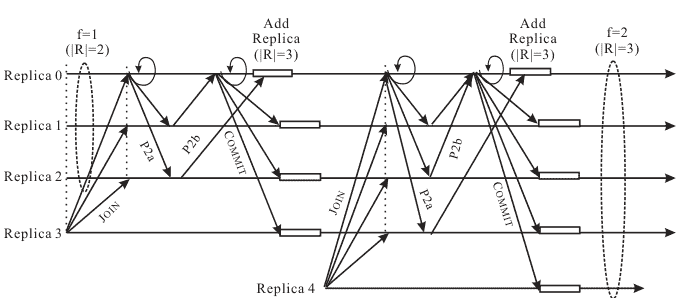 f=1
(|R|=2)
Add
Replica
(|R|=3)
Add
Replica
(|R|=3)
f=2
(|R|=3)
Replica 0
Replica 1
P2a
P2b
COMMIT
P2b
Replica 2
JOIN
P2a
COMMIT
JOIN
Replica 3
Replica 4